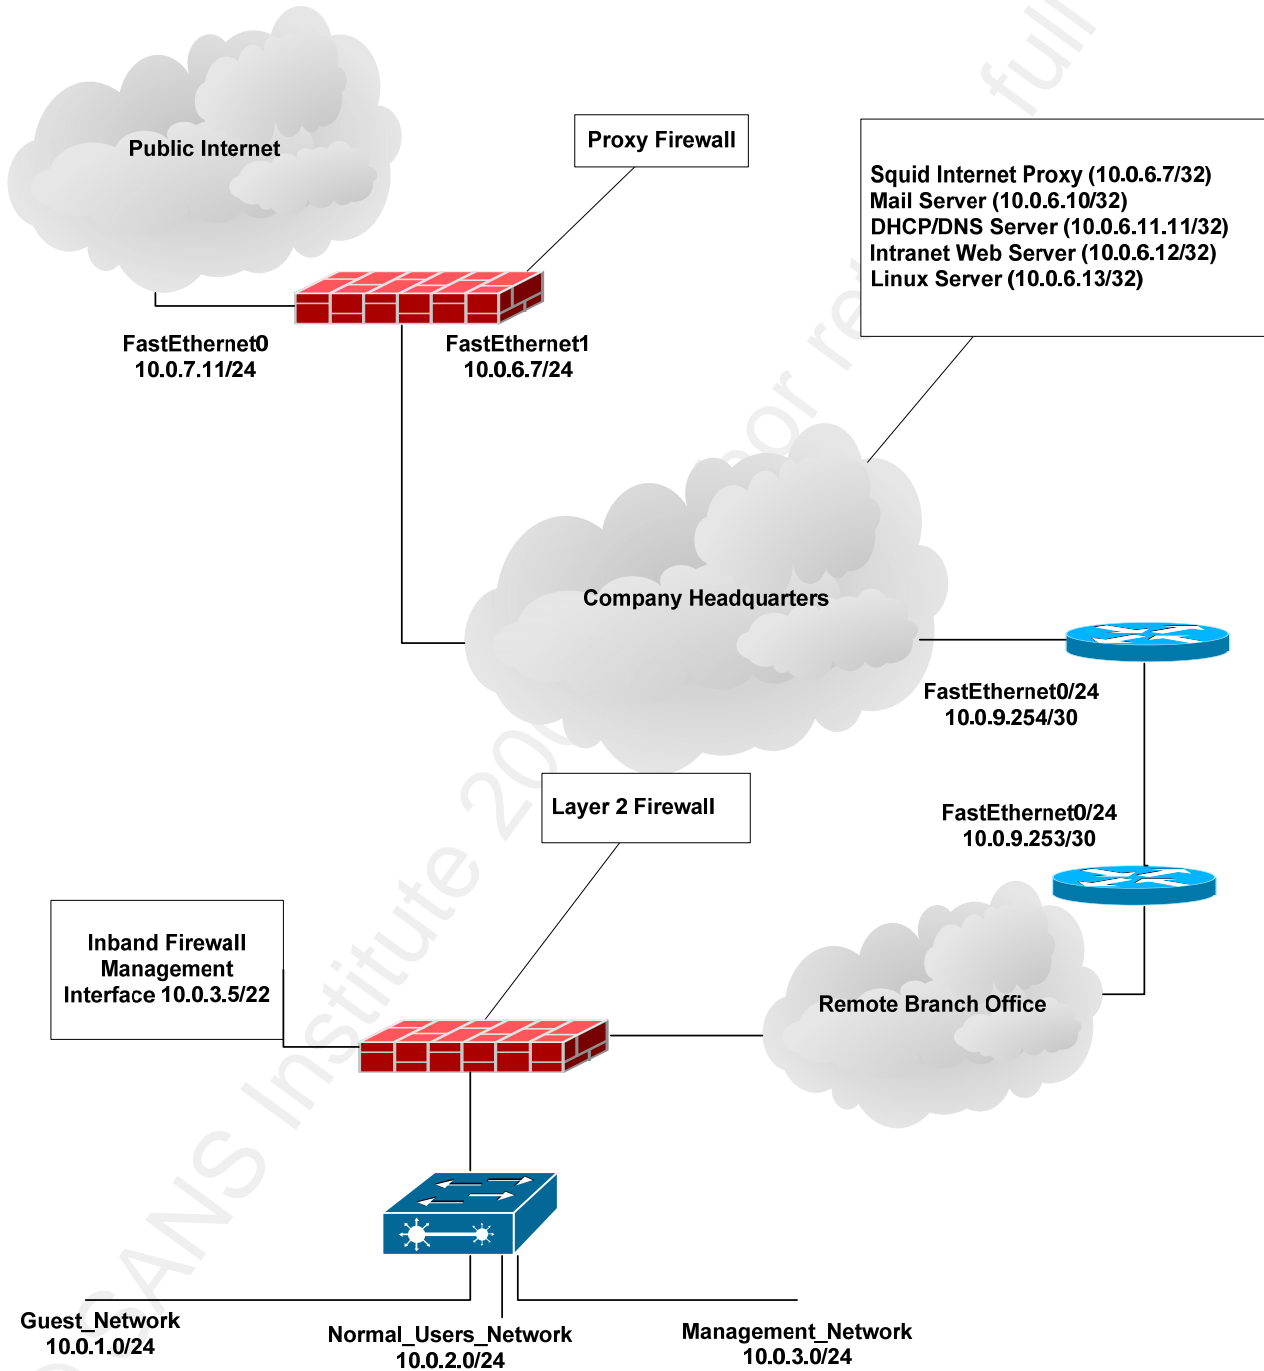 Public Internet
Proxy Firewall
Squid Internet Proxy (10.0.6.7/32)
Mail Server (10.0.6.10/32)
DHCP/DNS Server (10.0.6.11.11/32)
Intranet Web Server (10.0.6.12/32)
Linux Server (10.0.6.13/32)
FastEthernet0
10.0.7.11/24
FastEthernet1
10.0.6.7/24
Company Headquarters
FastEthernet0/24
10.0.9.254/30
Layer 2 Firewall
FastEthernet0/24
10.0.9.253/30
Inband Firewall
Management
Interface 10.0.3.5/22
Remote Branch Office
Guest_Network
10.0.1.0/24
Normal_Users_Network
10.0.2.0/24
Management_Network
10.0.3.0/24
SANS Institute 200
full